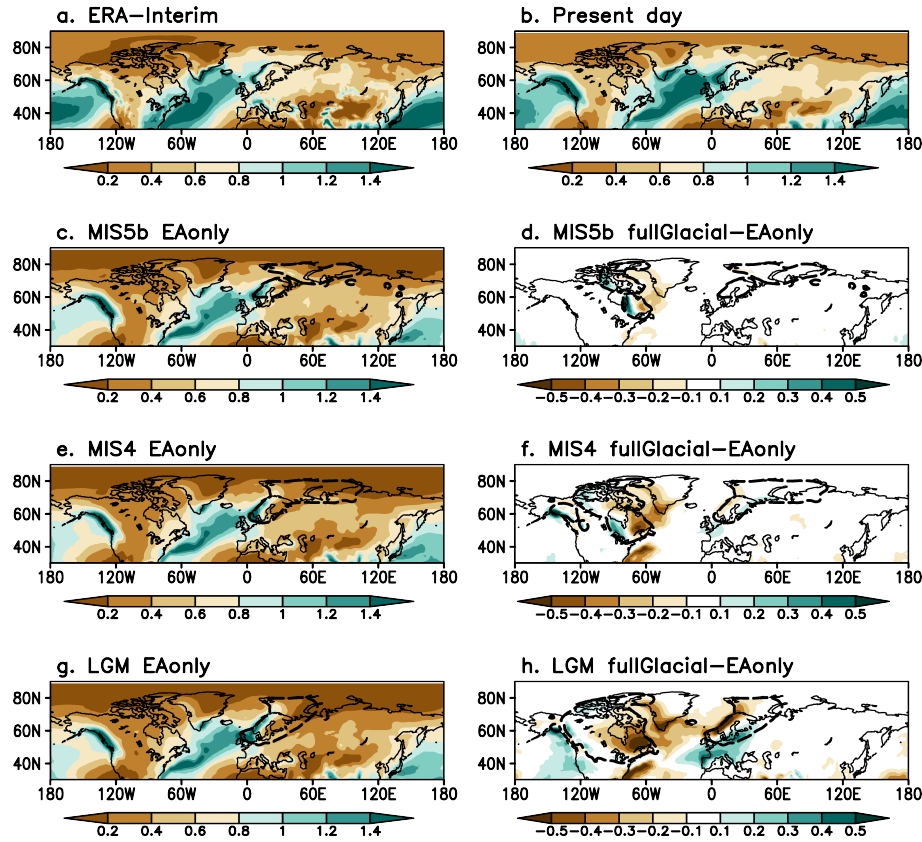 a. ERA−Interim
b. Present day
80N
60N
40N
180 120W 60W 0 60E 120E 180
80N
60N
40N
180 120W 60W 0 60E 120E 180
0.2 0.4 0.6 0.8 1 1.2 1.4
0.2 0.4 0.6 0.8 1 1.2 1.4
c. MIS5b EAonly
d. MIS5b fullGlacial−EAonly
80N
60N
40N
180 120W 60W 0 60E 120E 180
80N
60N
40N
180 120W 60W 0 60E 120E 180
0.2 0.4 0.6 0.8 1 1.2 1.4
−0.5 −0.4 −0.3 −0.2 −0.1 0.1 0.2 0.3 0.4 0.5
e. MIS4 EAonly
f. MIS4 fullGlacial−EAonly
80N
60N
40N
180 120W 60W 0 60E 120E 180
80N
60N
40N
180 120W 60W 0 60E 120E 180
0.2 0.4 0.6 0.8 1 1.2 1.4
−0.5 −0.4 −0.3 −0.2 −0.1 0.1 0.2 0.3 0.4 0.5
g. LGM EAonly
h. LGM fullGlacial−EAonly
80N
60N
40N
180 120W 60W 0 60E 120E 180
80N
60N
40N
180 120W 60W 0 60E 120E 180
0.2 0.4 0.6 0.8 1 1.2 1.4
−0.5 −0.4 −0.3 −0.2 −0.1 0.1 0.2 0.3 0.4 0.5